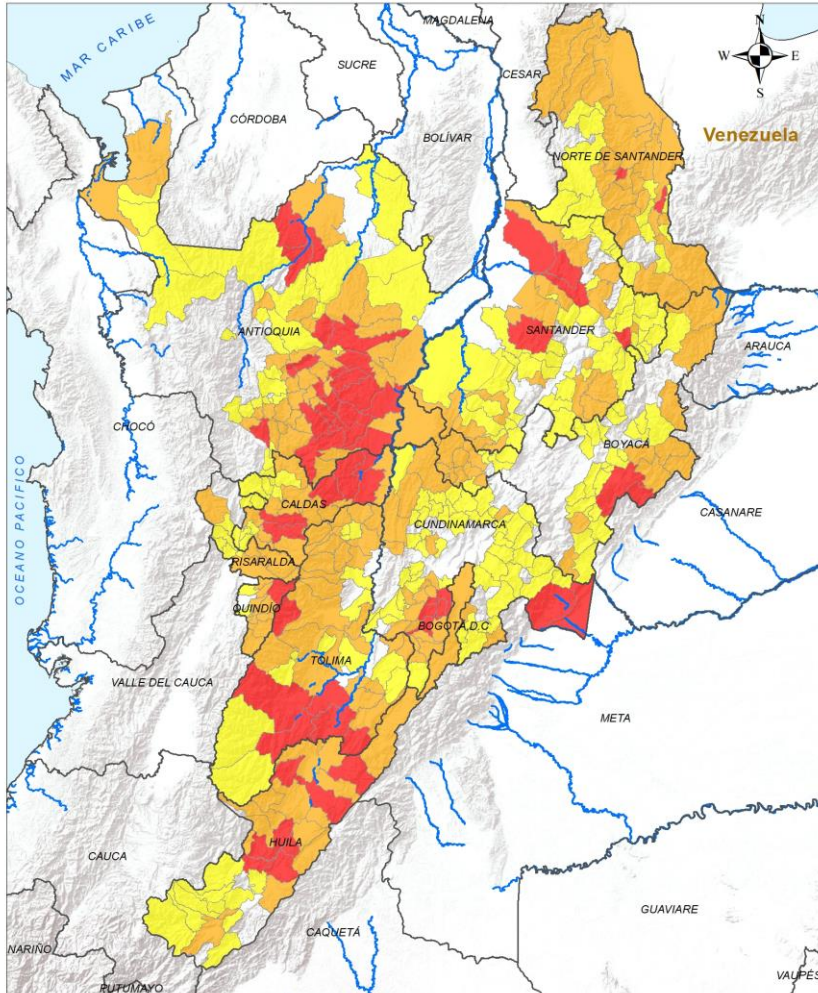 MAGDALENA
N
W E
S
MAR CARIBE
SUCRE
CESAR
CÓRDOBA
BOLÍVAR
Venezuela
NORTE DE SANTANDER
ANTIOQUIA
SANTANDER
ARAUCA
CHOCÓ
BOYACÁ
OCEANO PACIFICO
CALDAS
CUNDINAMARCA
CASANARE
RISARALDA
QUINDÍO
BOGOTÁ, D.C
TOLIMA
VALLE DEL CAUCA
META
HUILA
CAUCA
GUAVIARE
CAQUETÁ
NARIÑO
PUTUMAYO
VAUPÉS